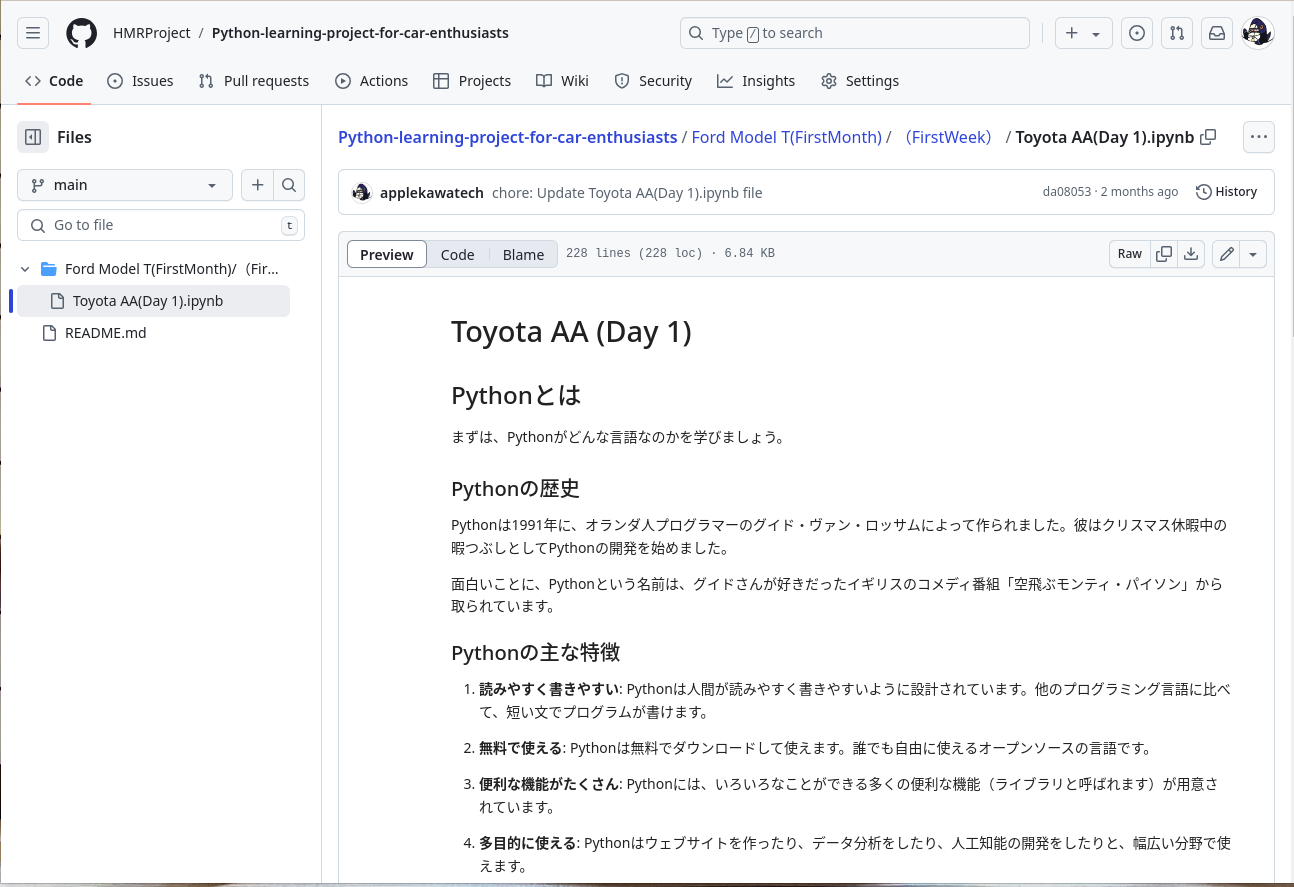 HMRProject / Python-learning-project-for-car-enthusiasts
Type / to search
Code Issues Pull requests Actions Projects Wiki Security Insights Settings
Files
main
Go to file
t
Ford Model T(FirstMonth)/（Fir...
Toyota AA(Day 1).ipynb
README.md
Python-learning-project-for-car-enthusiasts / Ford Model T(FirstMonth) / （FirstWeek） / Toyota AA(Day 1).ipynb
applekawatech chore: Update Toyota AA(Day 1).ipynb file
da08053 · 2 months ago History
Preview Code Blame 228 lines (228 loc) · 6.84 KB
Raw
Toyota AA (Day 1)
Pythonとは
まずは、Pythonがどんな言語なのかを学びましょう。
Pythonの歴史
Pythonは1991年に、オランダ人プログラマーのグイド・ヴァン・ロッサムによって作られました。彼はクリスマス休暇中の
暇つぶしとしてPythonの開発を始めました。
面白いことに、Pythonという名前は、グイドさんが好きだったイギリスのコメディ番組「空飛ぶモンティ・パイソン」から
取られています。
Pythonの主な特徴
1. 読みやすく書きやすい: Pythonは人間が読みやすく書きやすいように設計されています。他のプログラミング言語に比べ
て、短い文でプログラムが書けます。
2. 無料で使える: Pythonは無料でダウンロードして使えます。誰でも自由に使えるオープンソースの言語です。
3. 便利な機能がたくさん: Pythonには、いろいろなことができる多くの便利な機能（ライブラリと呼ばれます）が用意さ
れています。
4. 多目的に使える: Pythonはウェブサイトを作ったり、データ分析をしたり、人工知能の開発をしたりと、幅広い分野で使
えます。